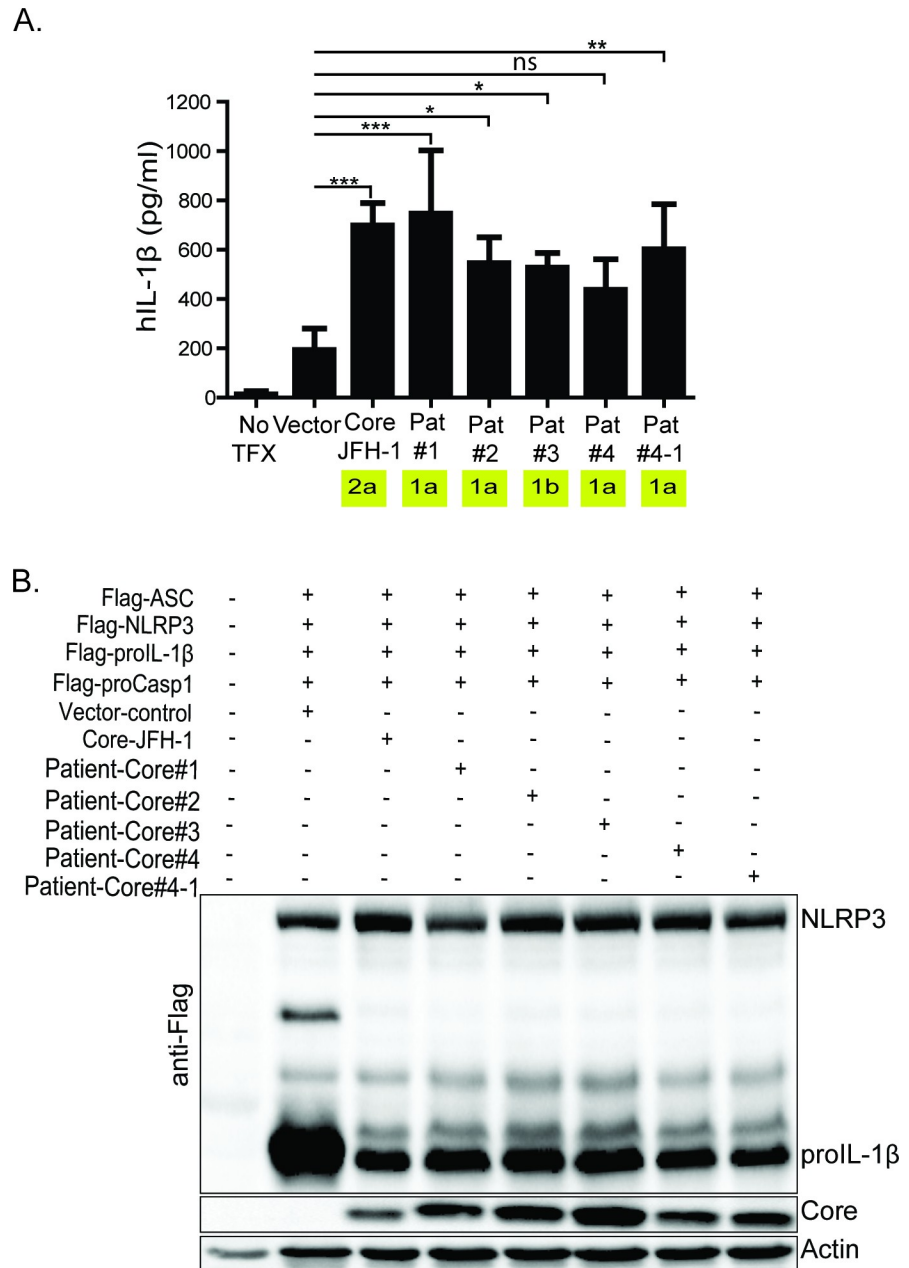 A.
**
ns
*
*
***
***
hIL-1β (pg/ml)
1200
1000
800
600
400
200
0
No Vector Core Pat Pat Pat Pat Pat
TFX JFH-1 #1 #2 #3 #4 #4-1
2a 1a 1a 1b 1a 1a
B.
Flag-ASC - + + + + + + +
Flag-NLRP3 - + + + + + + +
Flag-proIL-1β - + + + + + + +
Flag-proCasp1 - + + + + + + +
Vector-control - + - - - - - -
Core-JFH-1 - - + - - - - -
Patient-Core#1 - - - + - - - -
Patient-Core#2 - - - - + - - -
Patient-Core#3 - - - - - + - -
Patient-Core#4 - - - - - - + -
Patient-Core#4-1 - - - - - - - +
anti-Flag
NLRP3
proIL-1β
Core
Actin